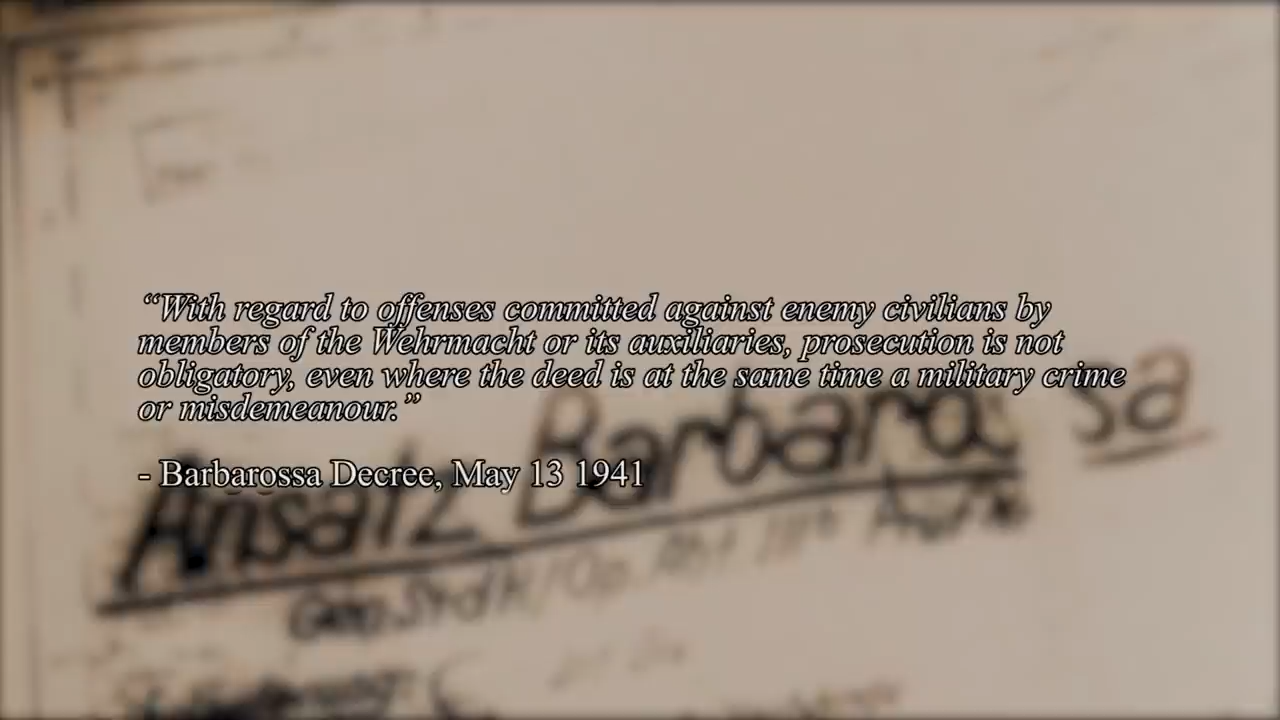 “With regard to offenses committed against enemy civilians by
members of the Wehrmacht or its auxiliaries, prosecution is not
obligatory, even where the deed is at the same time a military crime
or misdemeanour.”
- Barbarossa Decree, May 13 1941
Ansatz Barbarossa